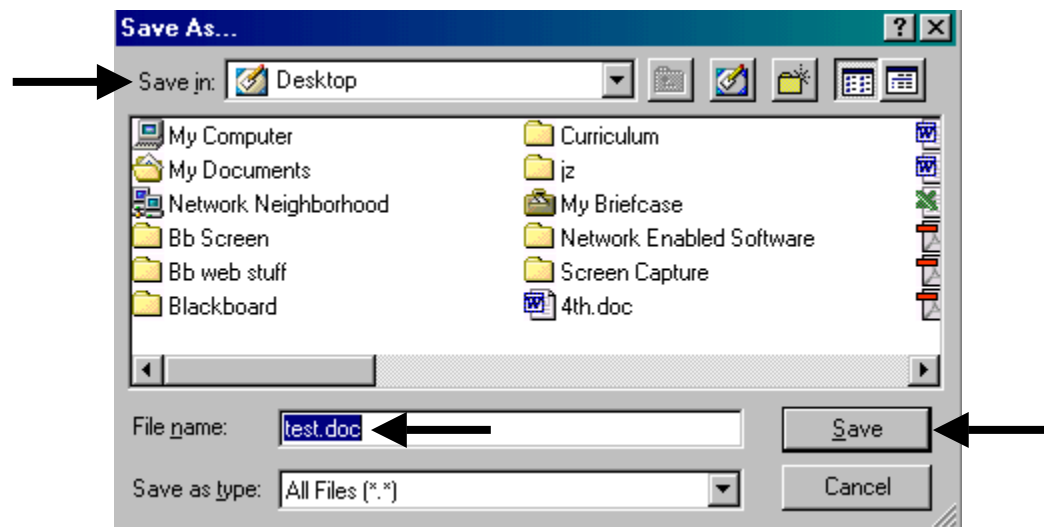 Save As...
Save in: Desktop
My Computer
My Documents
Network Neighborhood
Bb Screen
Bb web stuff
Blackboard
Curriculum
jz
My Briefcase
Network Enabled Software
Screen Capture
4th.doc
File name: test.doc Save
Save as type: All Files (*.*) Cancel